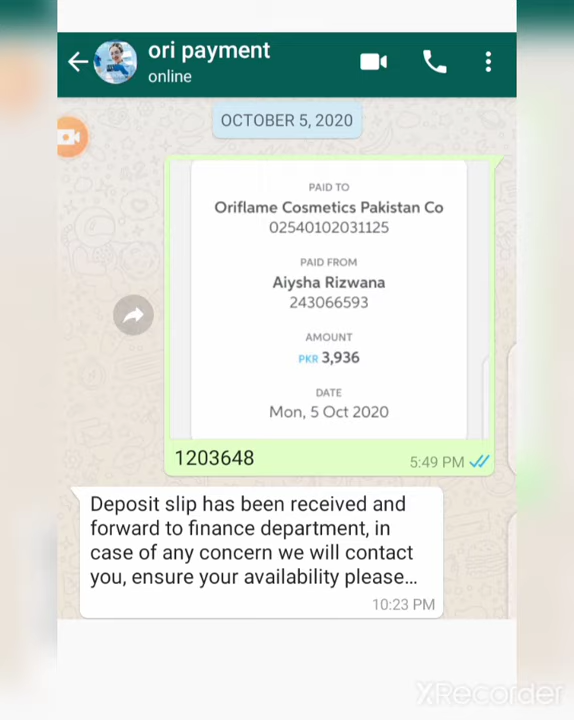 ori payment
online
OCTOBER 5, 2020
PAID TO
Oriflame Cosmetics Pakistan Co
02540102031125
PAID FROM
Aiysha Rizwana
243066593
AMOUNT
PKR 3,936
DATE
Mon, 5 Oct 2020
1203648
5:49 PM
Deposit slip has been received and
forward to finance department, in
case of any concern we will contact
you, ensure your availability please...
10:23 PM
XRecorder